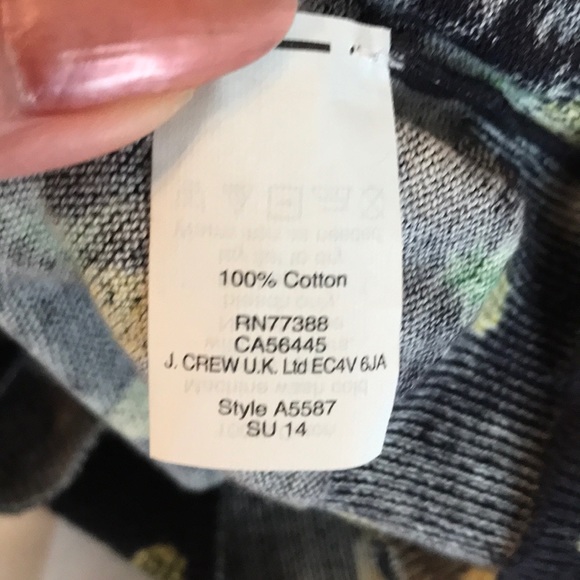 100% Cotton
RN77388
CA56445
J. CREW U.K. Ltd EC4V 6JA
Style A5587
SU 14